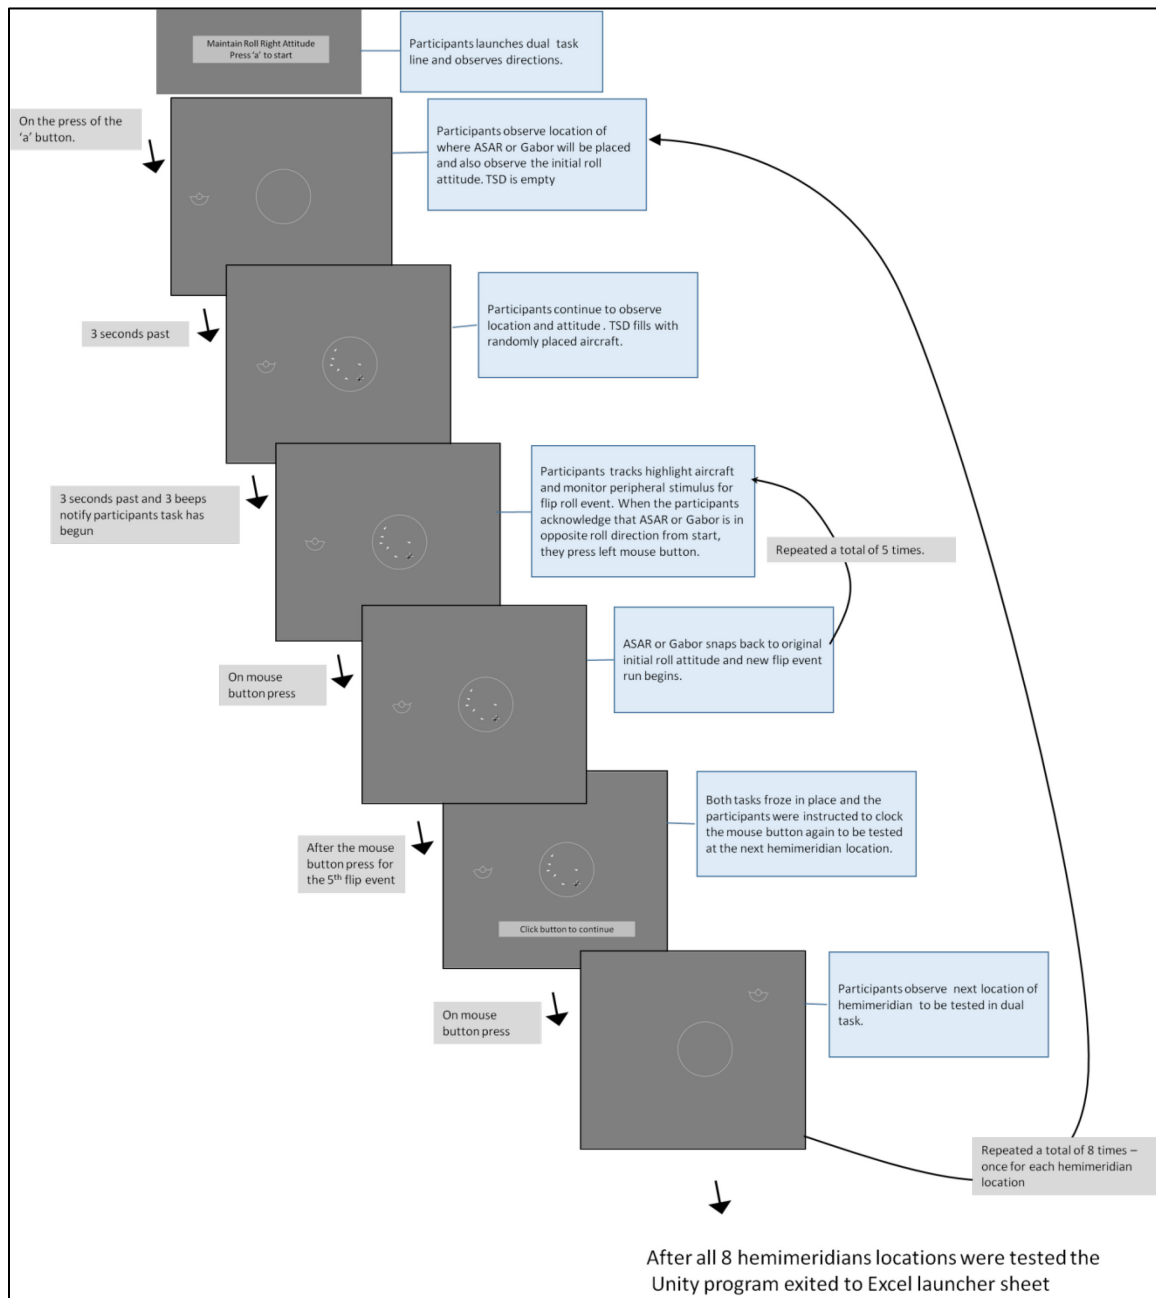 Maintain Roll Right Attitude
Press 'a' to start
Participants launches dual task
line and observes directions.
On the press of the
'a' button.
Participants observe location of
where ASAR or Gabor will be placed
and also observe the initial roll
attitude. TSD is empty
3 seconds past
Participants continue to observe
location and attitude . TSD fills with
randomly placed aircraft.
3 seconds past and 3 beeps
notify participants task has
begun
Participants tracks highlight aircraft
and monitor peripheral stimulus for
flip roll event. When the participants
acknowledge that ASAR or Gabor is in
opposite roll direction from start,
they press left mouse button.
Repeated a total of 5 times.
On mouse
button press
ASAR or Gabor snaps back to original
initial roll attitude and new flip event
run begins.
After the mouse
button press for
the 5th flip event
Both tasks froze in place and the
participants were instructed to clock
the mouse button again to be tested
at the next hemimeridian location.
Click button to continue
On mouse
button press
Participants observe next location of
hemimeridian to be tested in dual
task.
Repeated a total of 8 times –
once for each hemimeridian
location
After all 8 hemimeridians locations were tested the
Unity program exited to Excel launcher sheet